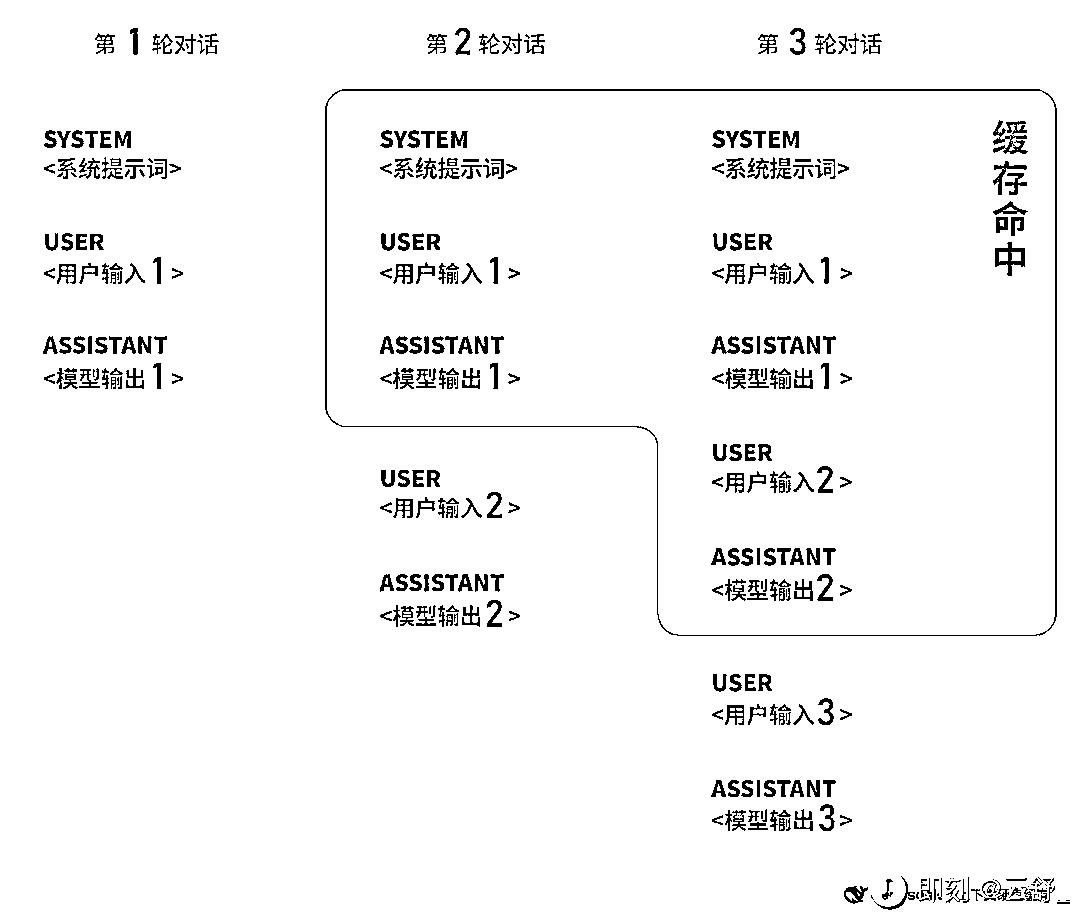 第 1 轮对话
SYSTEM
<系统提示词>
USER
<用户输入1>
ASSISTANT
<模型输出1>
第 2 轮对话
SYSTEM
<系统提示词>
USER
<用户输入1>
ASSISTANT
<模型输出1>
USER
<用户输入2>
ASSISTANT
<模型输出2>
第 3 轮对话
SYSTEM
<系统提示词>
USER
<用户输入1>
ASSISTANT
<模型输出1>
USER
<用户输入2>
ASSISTANT
<模型输出2>
USER
<用户输入3>
ASSISTANT
<模型输出3>
缓存命中
即刻@